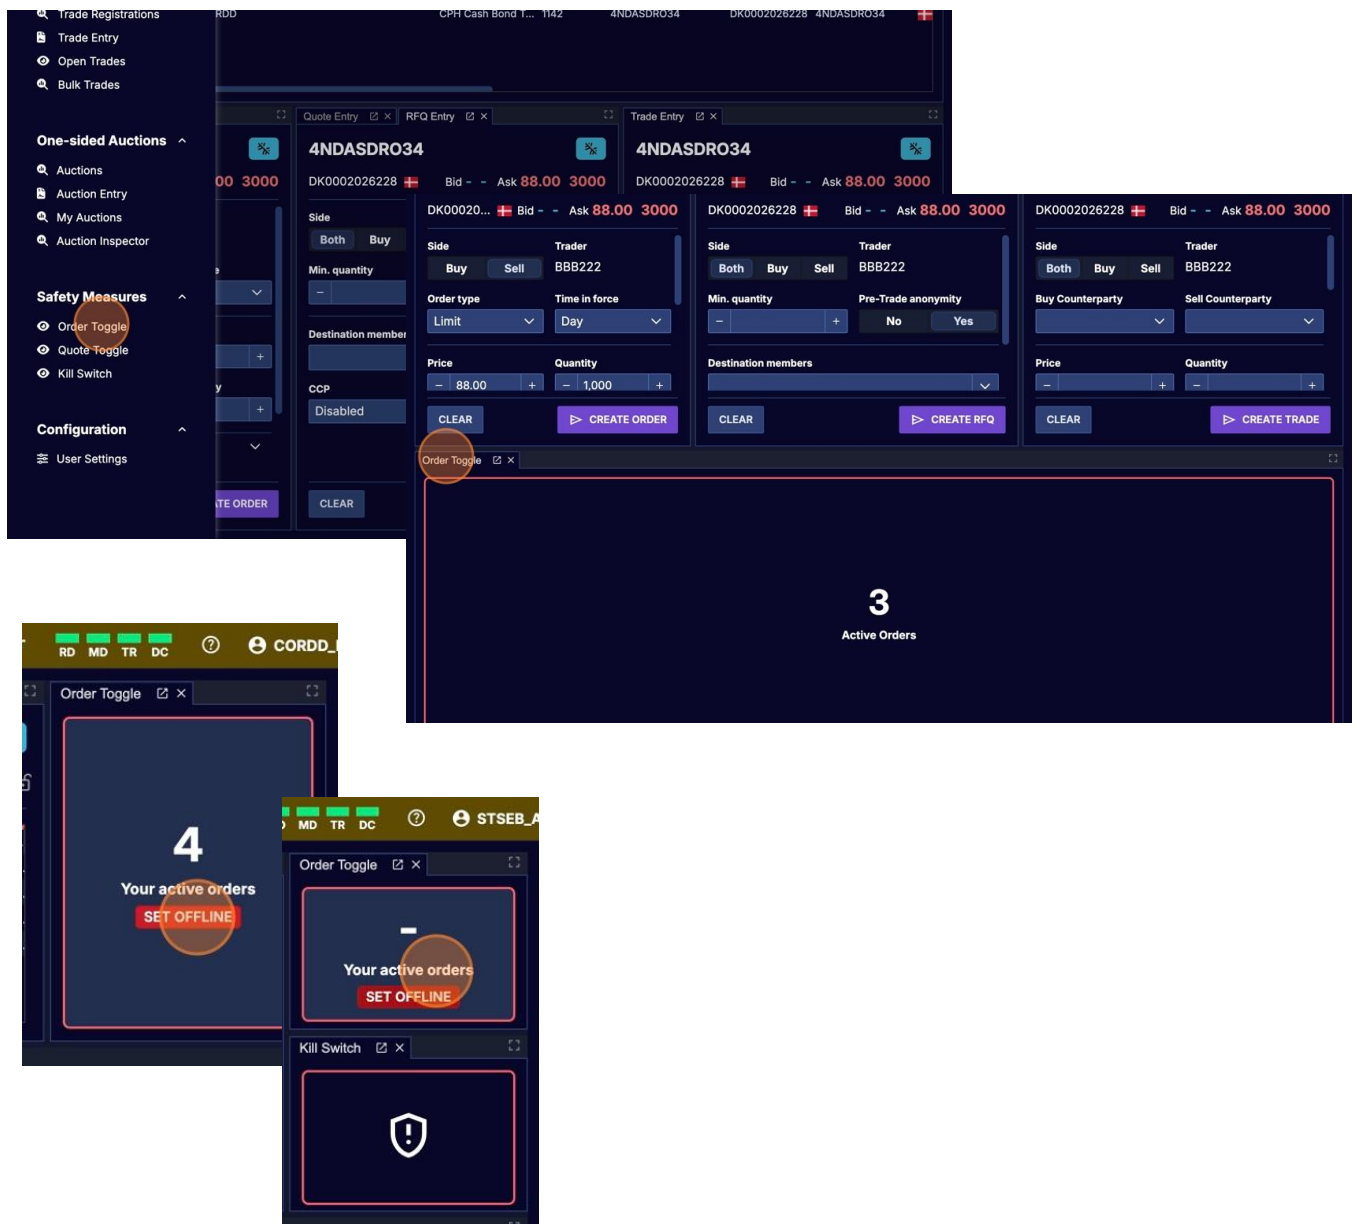 Trade Registrations
RDD
CPH Cash Bond T... 1142 4NDASDRO34 DK0002026228 4NDASDRO34
Trade Entry
Open Trades
Bulk Trades
One-sided Auctions
Auctions
Auction Entry
My Auctions
Auction Inspector
Safety Measures
Order Toggle
Quote Toggle
Kill Switch
Configuration
User Settings
00 3000
TE ORDER
Quote Entry
RFQ Entry
4NDASDRO34
DK0002026228 Bid - - Ask 88.00 3000
Side
Both Buy
Min. quantity
−
Destination member
CCP
Disabled
CLEAR
Trade Entry
4NDASDRO34
DK0002026228 Bid - - Ask 88.00 3000
DK00020... Bid - - Ask 88.00 3000
Side Trader
Buy Sell BBB222
Order type Time in force
Limit Day
Price Quantity
− 88.00 + − 1,000 +
CLEAR CREATE ORDER
DK0002026228 Bid - - Ask 88.00 3000
Side Trader
Both Buy Sell BBB222
Min. quantity Pre-Trade anonymity
− + No Yes
Destination members
CLEAR CREATE RFQ
DK0002026228 Bid - - Ask 88.00 3000
Side Trader
Both Buy Sell BBB222
Buy Counterparty Sell Counterparty
Price Quantity
− + − +
CLEAR CREATE TRADE
Order Toggle
3
Active Orders
RD MD TR DC
CORDD_
Order Toggle
4
Your active orders
SET OFFLINE
MD TR DC
STSEB_A
Order Toggle
-
Your active orders
SET OFFLINE
Kill Switch